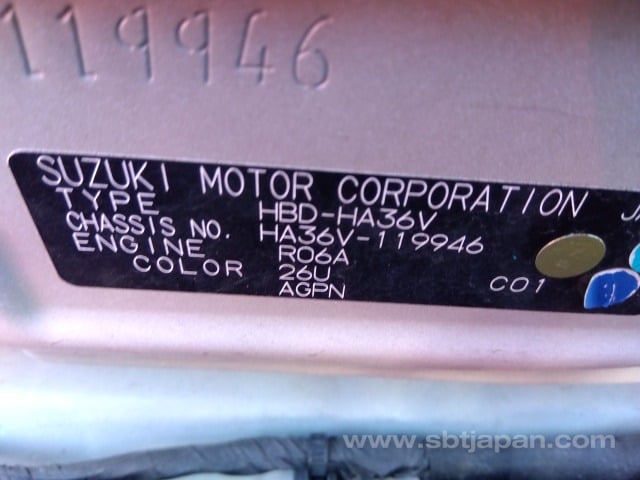 119946
SUZUKI MOTOR CORPORATION
TYPE HBD-HA36V
CHASSIS NO. HA36V-119946
ENGINE R06A
COLOR 26U
AGPN C01
www.sbtjapan.com